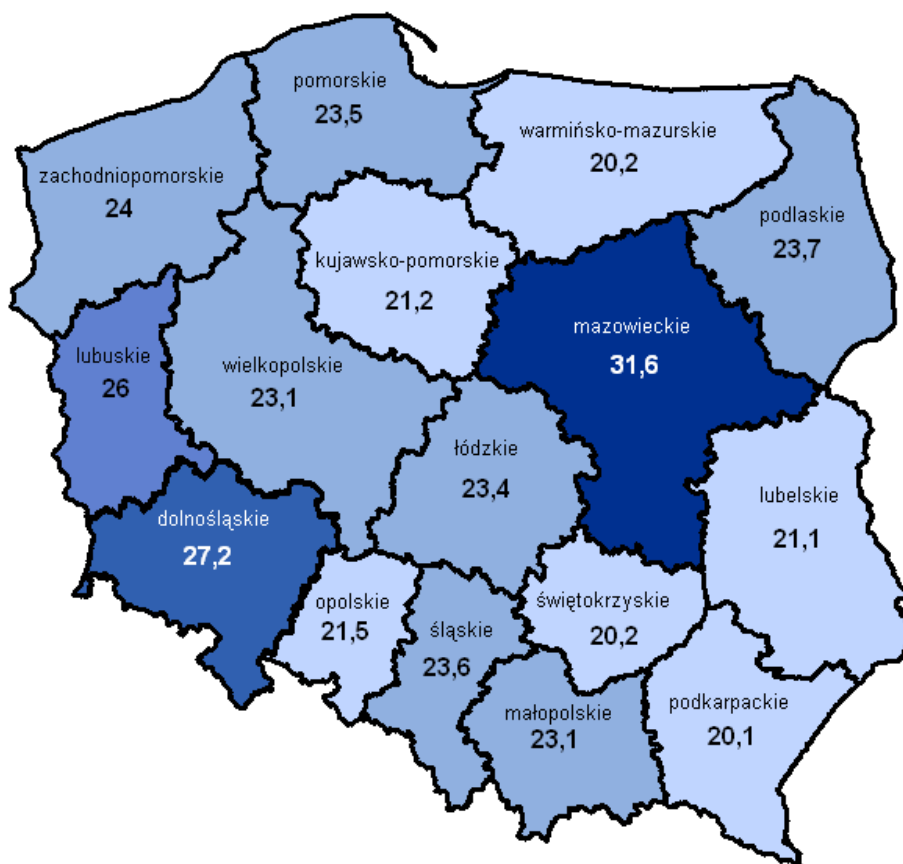 pomorskie
23,5
warmińsko-mazurskie
20,2
zachodniopomorskie
24
podlaskie
23,7
kujawsko-pomorskie
21,2
mazowieckie
31,6
lubuskie
26
wielkopolskie
23,1
łódzkie
23,4
lubelskie
21,1
dolnośląskie
27,2
opolskie
21,5
śląskie
23,6
świętokrzyskie
20,2
małopolskie
23,1
podkarpackie
20,1